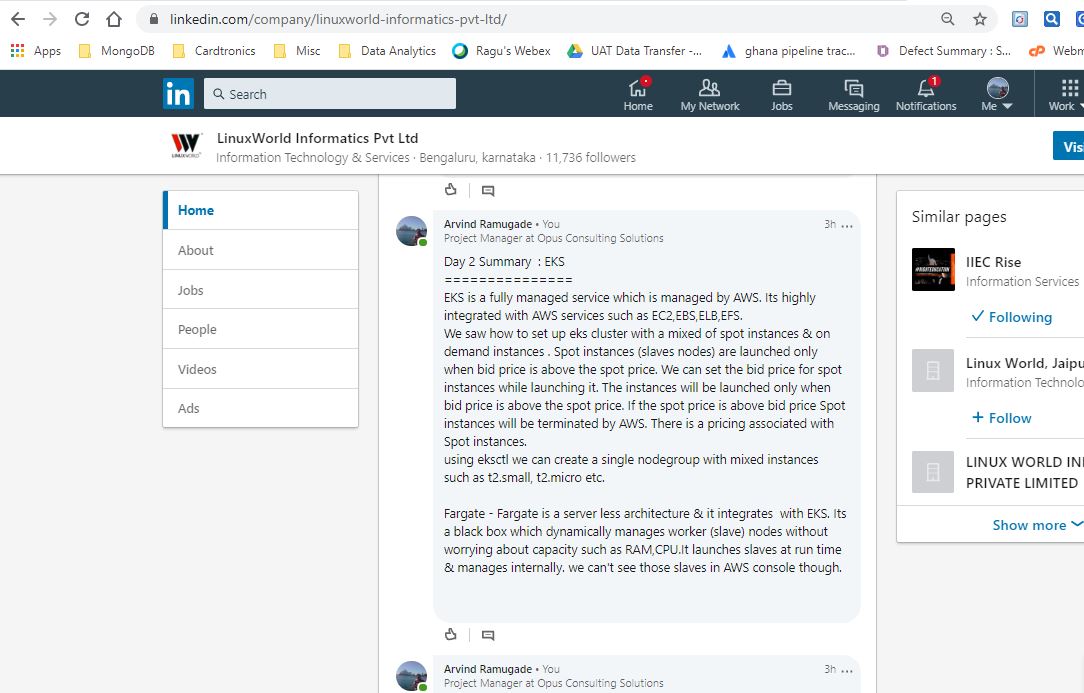 linkedin.com/company/linuxworld-informatics-pvt-ltd/
Apps MongoDB Cardtronics Misc Data Analytics Ragu's Webex UAT Data Transfer -... ghana pipeline trac... Defect Summary : S... Webm
in Search Home My Network Jobs Messaging 1 Notifications Me Work
LINUXWORLD
LinuxWorld Informatics Pvt Ltd
Information Technology & Services · Bengaluru, karnataka · 11,736 followers
Visi
Home
About
Jobs
People
Videos
Ads
Arvind Ramugade • You 3h ...
Project Manager at Opus Consulting Solutions
Day 2 Summary : EKS
===============
EKS is a fully managed service which is managed by AWS. Its highly
integrated with AWS services such as EC2,EBS,ELB,EFS.
We saw how to set up eks cluster with a mixed of spot instances & on
demand instances . Spot instances (slaves nodes) are launched only
when bid price is above the spot price. We can set the bid price for spot
instances while launching it. The instances will be launched only when
bid price is above the spot price. If the spot price is above bid price Spot
instances will be terminated by AWS. There is a pricing associated with
Spot instances.
using eksctl we can create a single nodegroup with mixed instances
such as t2.small, t2.micro etc.
Fargate - Fargate is a server less architecture & it integrates with EKS. Its
a black box which dynamically manages worker (slave) nodes without
worrying about capacity such as RAM,CPU.It launches slaves at run time
& manages internally. we can't see those slaves in AWS console though.
Arvind Ramugade • You 3h ...
Project Manager at Opus Consulting Solutions
Similar pages
IIEC Rise
Information Services
Following
Linux World, Jaipu
Information Technolo
+ Follow
LINUX WORLD IN
PRIVATE LIMITED
Show more